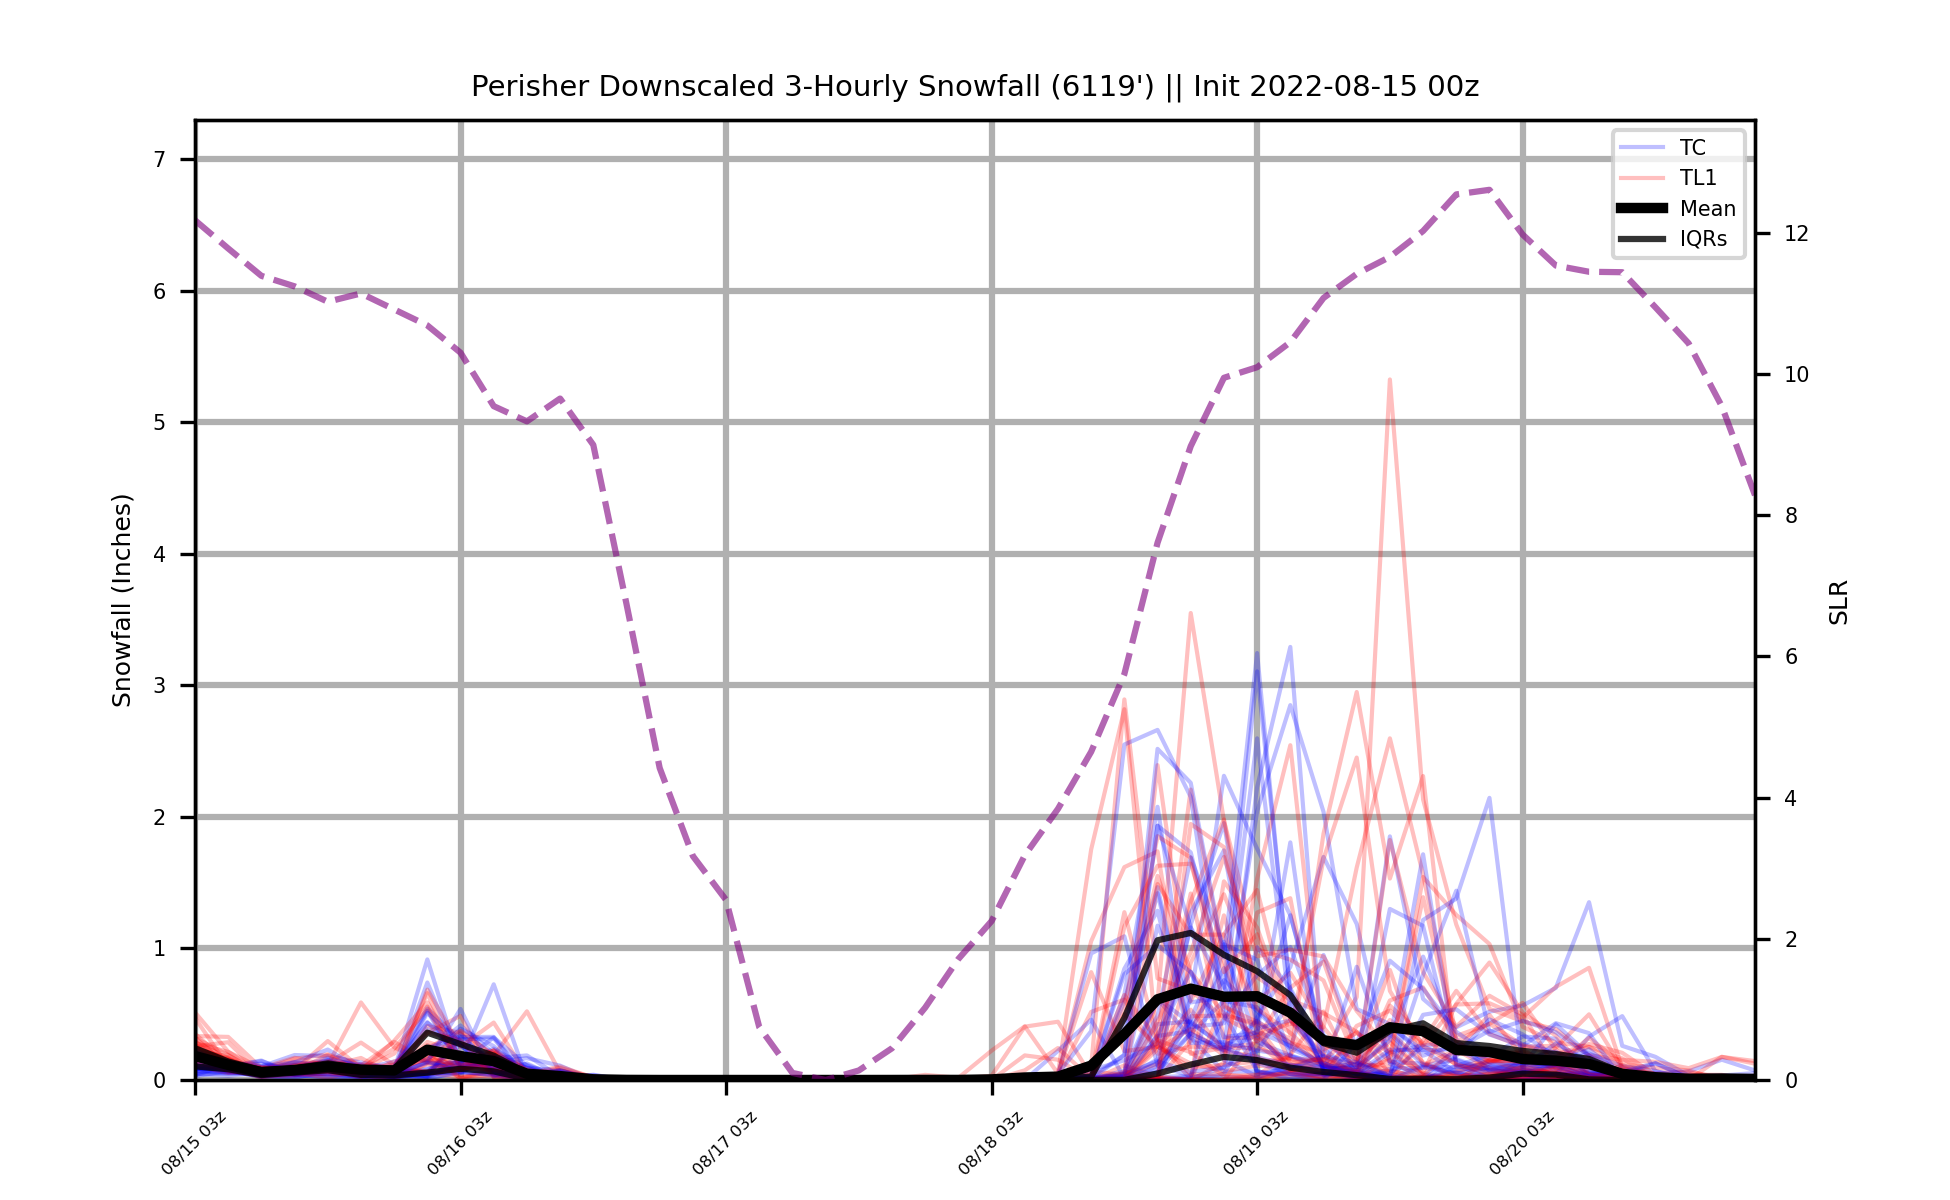 Perisher Downscaled 3-Hourly Snowfall (6119') || Init 2022-08-15 00z
TC
TL1
Mean
IQRs
7
6
5
4
3
2
1
0
Snowfall (Inches)
12
10
8
6
4
2
0
SLR
08/15 03z
08/16 03z
08/17 03z
08/18 03z
08/19 03z
08/20 03z